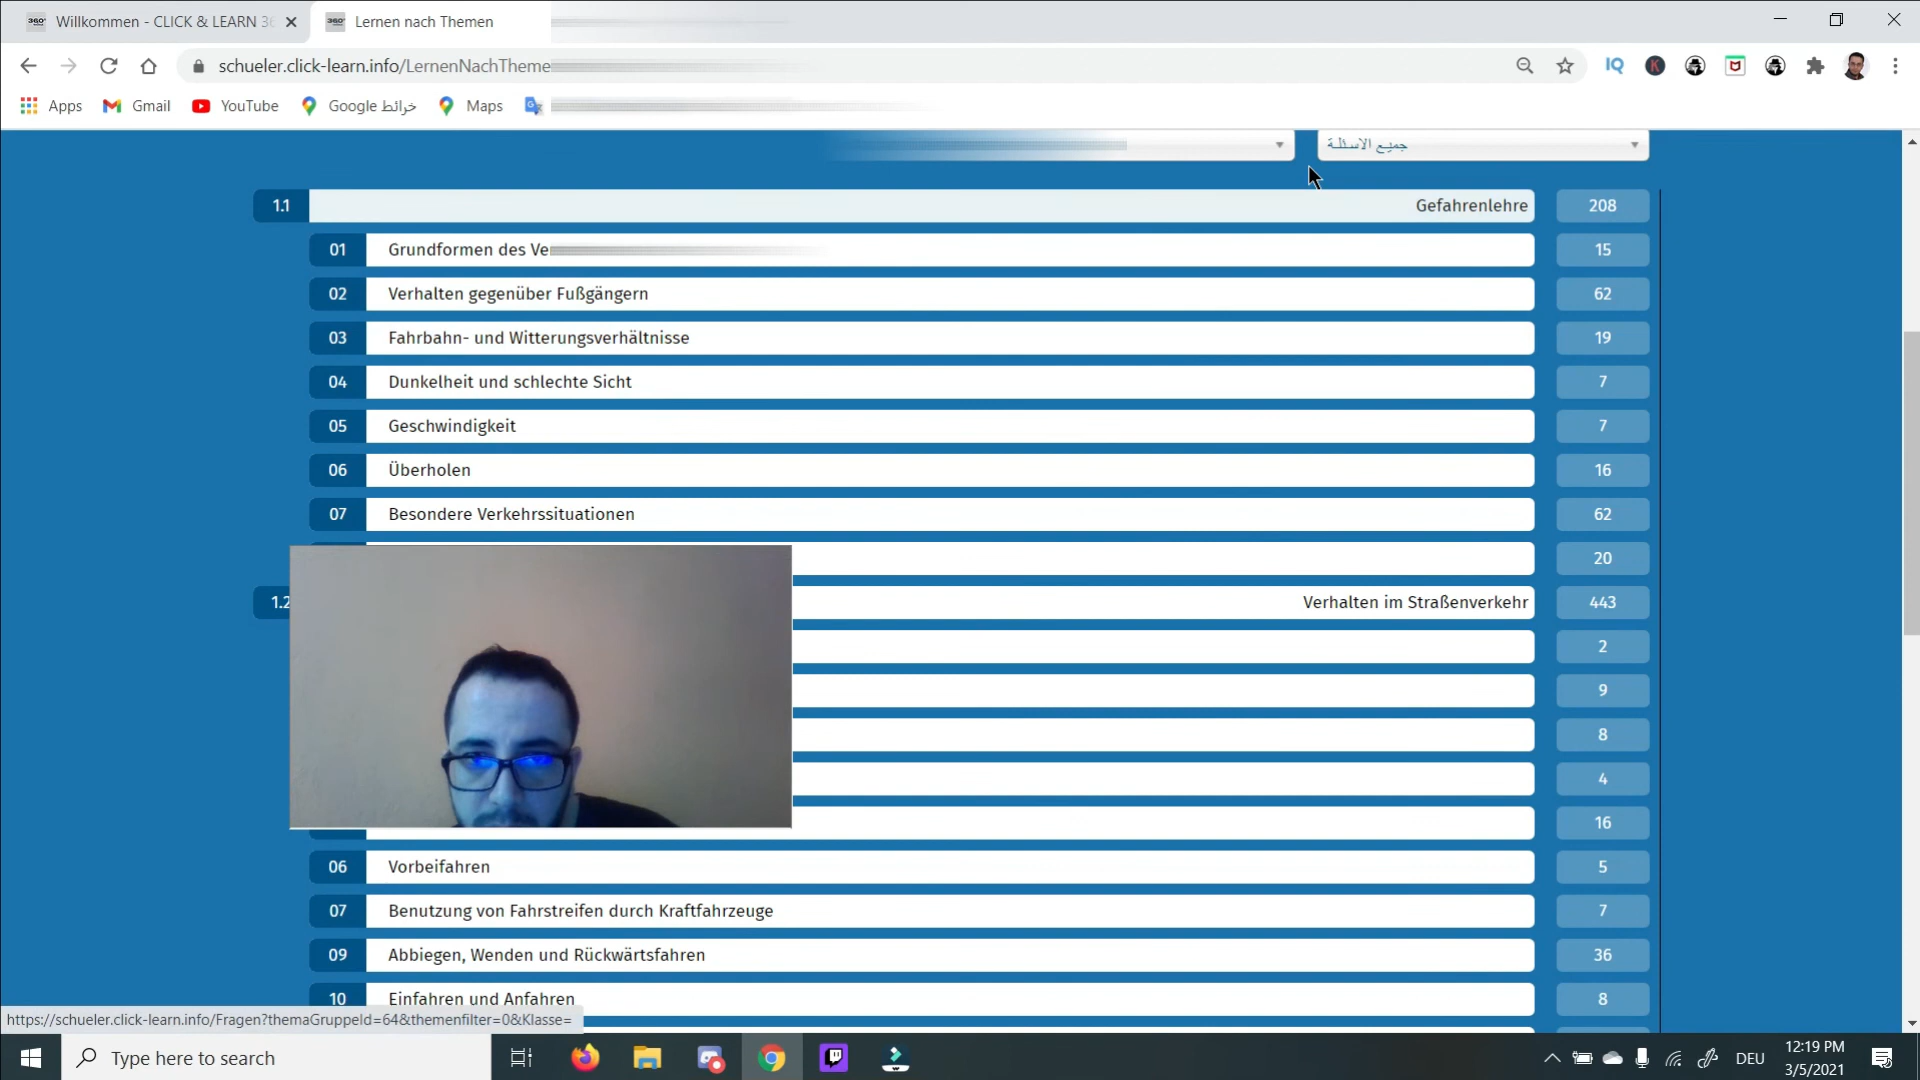 Willkommen - CLICK & LEARN 36
Lernen nach Themen
schueler.click-learn.info/LernenNachTheme
Apps
Gmail
YouTube
خرائط Google
Maps
جميع الاسئلة
1.1 Gefahrenlehre 208
01 Grundformen des Ve 15
02 Verhalten gegenüber Fußgängern 62
03 Fahrbahn- und Witterungsverhältnisse 19
04 Dunkelheit und schlechte Sicht 7
05 Geschwindigkeit 7
06 Überholen 16
07 Besondere Verkehrssituationen 62
20
1.2 Verhalten im Straßenverkehr 443
2
9
8
4
16
06 Vorbeifahren 5
07 Benutzung von Fahrstreifen durch Kraftfahrzeuge 7
09 Abbiegen, Wenden und Rückwärtsfahren 36
10 Einfahren und Anfahren 8
https://schueler.click-learn.info/Fragen?themaGruppeId=64&themenfilter=0&Klasse=
Type here to search
DEU
12:19 PM
3/5/2021